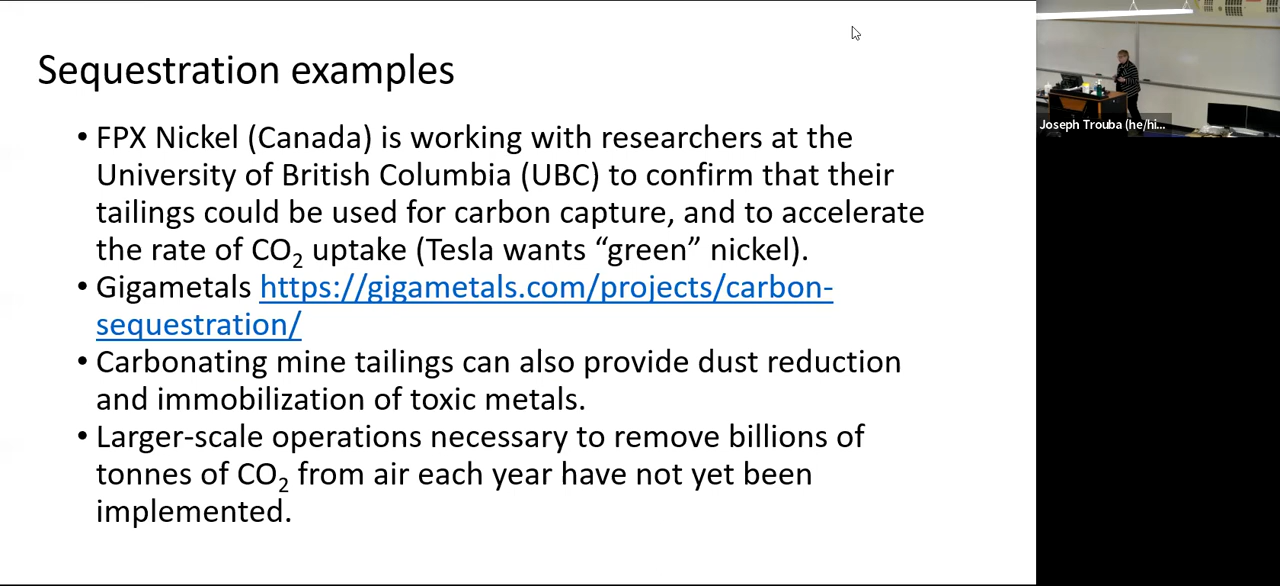 Sequestration examples
• FPX Nickel (Canada) is working with researchers at the
University of British Columbia (UBC) to confirm that their
tailings could be used for carbon capture, and to accelerate
the rate of CO₂ uptake (Tesla wants “green” nickel).
• Gigametals https://gigametals.com/projects/carbon-
sequestration/
• Carbonating mine tailings can also provide dust reduction
and immobilization of toxic metals.
• Larger-scale operations necessary to remove billions of
tonnes of CO₂ from air each year have not yet been
implemented.
Joseph Trouba (he/hi...